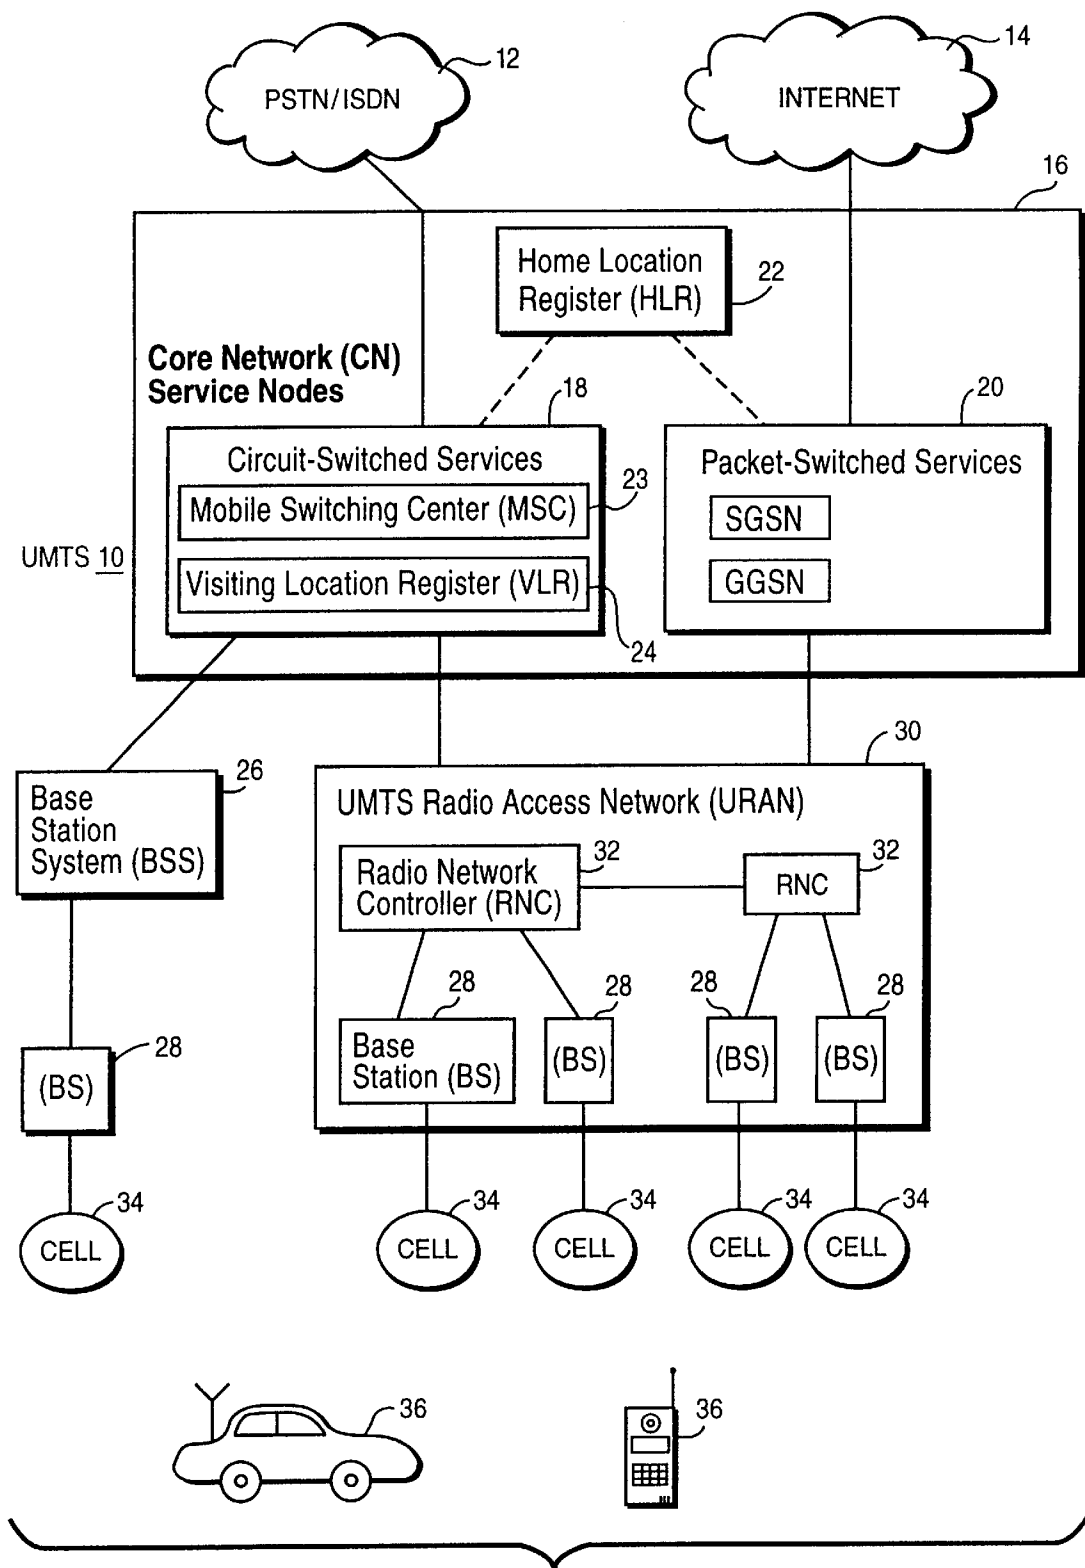 12
14
PSTN/ISDN
INTERNET
16
Home Location
Register (HLR)
22
Core Network (CN)
Service Nodes
18
20
Circuit-Switched Services
Packet-Switched Services
23
Mobile Switching Center (MSC)
SGSN
UMTS 10
Visiting Location Register (VLR)
GGSN
24
30
26
Base
Station
System (BSS)
UMTS Radio Access Network (URAN)
32
32
Radio Network
Controller (RNC)
RNC
28
28
28
28
28
Base
Station (BS)
(BS)
(BS)
(BS)
(BS)
34
34
34
34
34
CELL
CELL
CELL
CELL
CELL
36
36